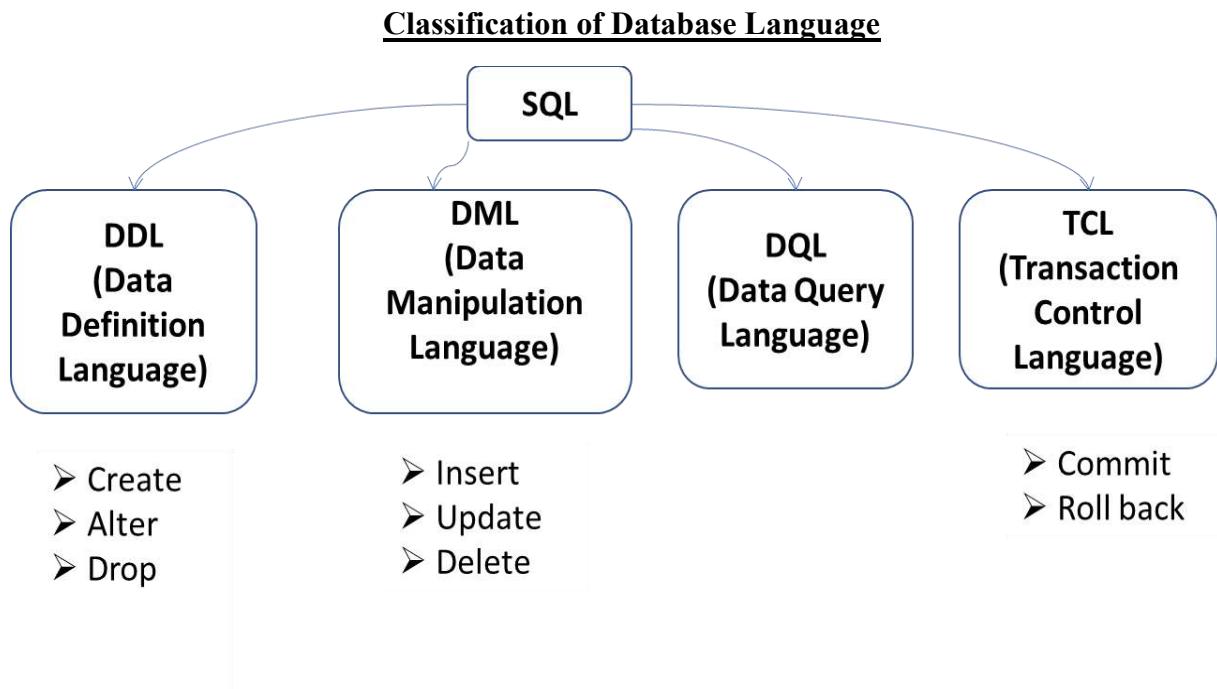 Classification of Database Language
SQL
DDL
(Data
Definition
Language)
DML
(Data
Manipulation
Language)
DQL
(Data Query
Language)
TCL
(Transaction
Control
Language)
➢ Create
➢ Alter
➢ Drop
➢ Insert
➢ Update
➢ Delete
➢ Commit
➢ Roll back